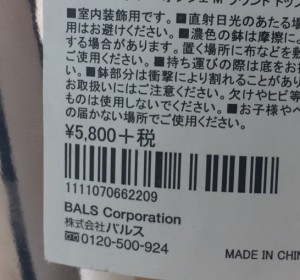 ■室内装飾用です。■直射日光のあたる場
用はお避けください。■濃色の鉢は摩擦に
する場合があります。置く場所に布などを敷
ご使用ください。■持ち運びの際は底をお持
■鉢部分は衝撃により割れることがあり
お取扱いにはご注意ください。欠けやヒビ等
ものは使用しないでください。■お子様やペ
の届かない場所でご使用ください。
¥5,800+税
1111070662209
BALS Corporation
株式会社バルス
0120-500-924
MADE IN CHIN